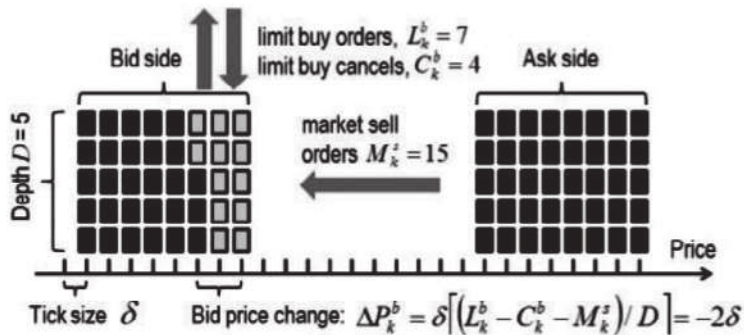 limit buy orders, L_k^b = 7
Bid side
limit buy cancels, C_k^b = 4
Ask side
market sell
orders M_k^s = 15
Depth D = 5
Price
Tick size δ
Bid price change: ΔP_k^b = δ[(L_k^b − C_k^b − M_k^s)/D] = −2δ